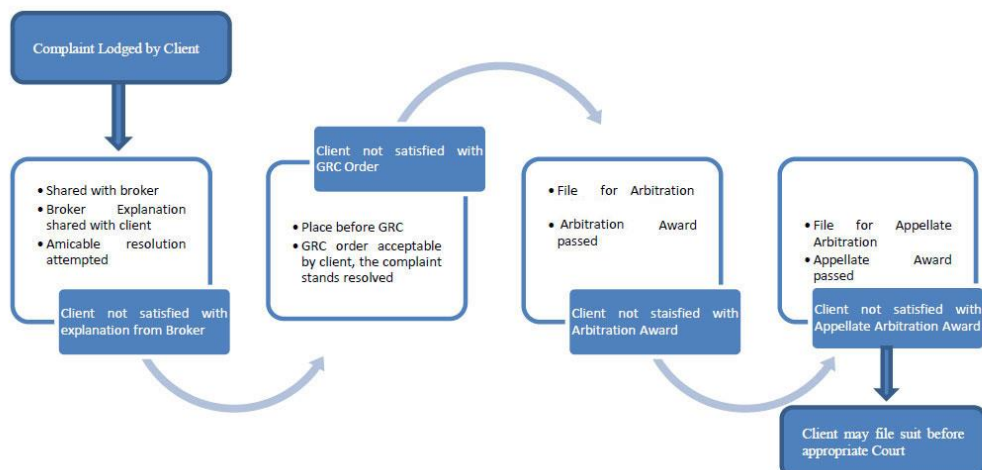 Complaint Lodged by Client
• Shared with broker
• Broker Explanation
shared with client
• Amicable resolution
attempted
Client not satisfied with
explanation from Broker
Client not satisfied with
GRC Order
• Place before GRC
• GRC order acceptable
by client, the complaint
stands resolved
• File for Arbitration
• Arbitration Award
passed
Client not staisfied with
Arbitration Award
• File for Appellate
Arbitration
• Appellate Award
passed
Client not satisfied with
Appellate Arbitration Award
Client may file suit before
appropriate Court